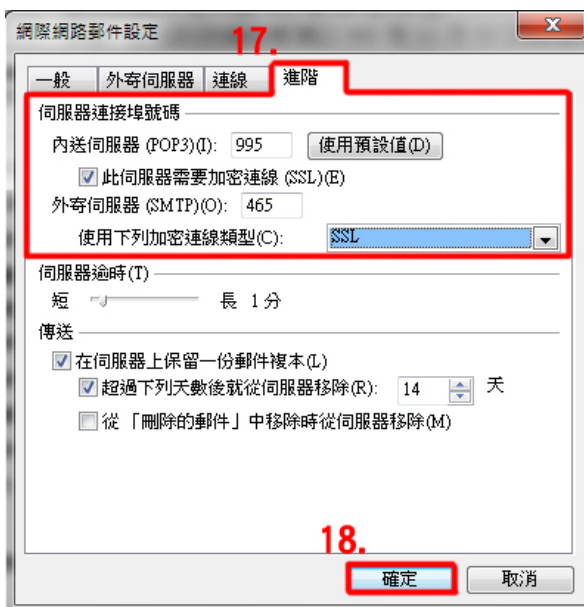 網際網路郵件設定
17.
一般 外寄伺服器 連線 進階
伺服器連接埠號碼
內送伺服器 (POP3)(I): 995 使用預設值(D)
此伺服器需要加密連線 (SSL)(E)
外寄伺服器 (SMTP)(O): 465
使用下列加密連線類型(C): SSL
伺服器逾時(T)
短 長 1 分
傳送
在伺服器上保留一份郵件複本(L)
超過下列天數後就從伺服器移除(R): 14 天
從「刪除的郵件」中移除時從伺服器移除(M)
18.
確定 取消